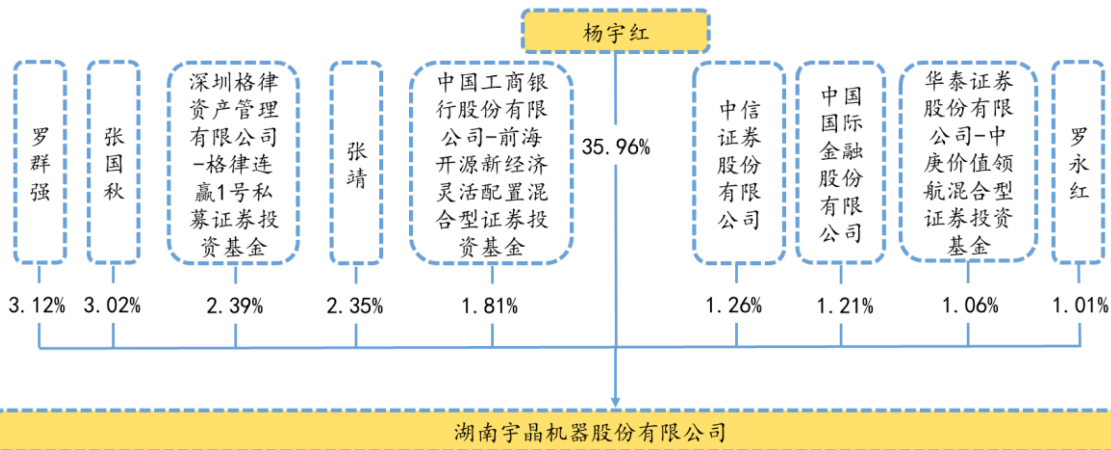 杨宇红
罗
群
强
张
国
秋
深圳格律
资产管理
有限公司
-格律连
赢1号私
募证券投
资基金
张
靖
中国工商银
行股份有限
公司-前海
开源新经济
灵活配置混
合型证券投
资基金
35.96%
中信
证券
股份
有限
公司
中国
国际
金融
股份
有限
公司
华泰证券
股份有限
公司-中
庚价值领
航混合型
证券投资
基金
罗
永
红
3.12%
3.02%
2.39%
2.35%
1.81%
1.26%
1.21%
1.06%
1.01%
湖南宇晶机器股份有限公司